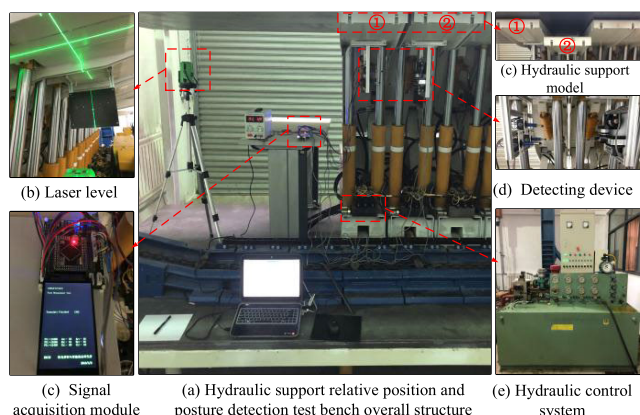 ① ②
①
②
(c) Hydraulic support
model
(b) Laser level
(d) Detecting device
(c) Signal
acquisition module
(a) Hydraulic support relative position and
posture detection test bench overall structure
(e) Hydraulic control
system